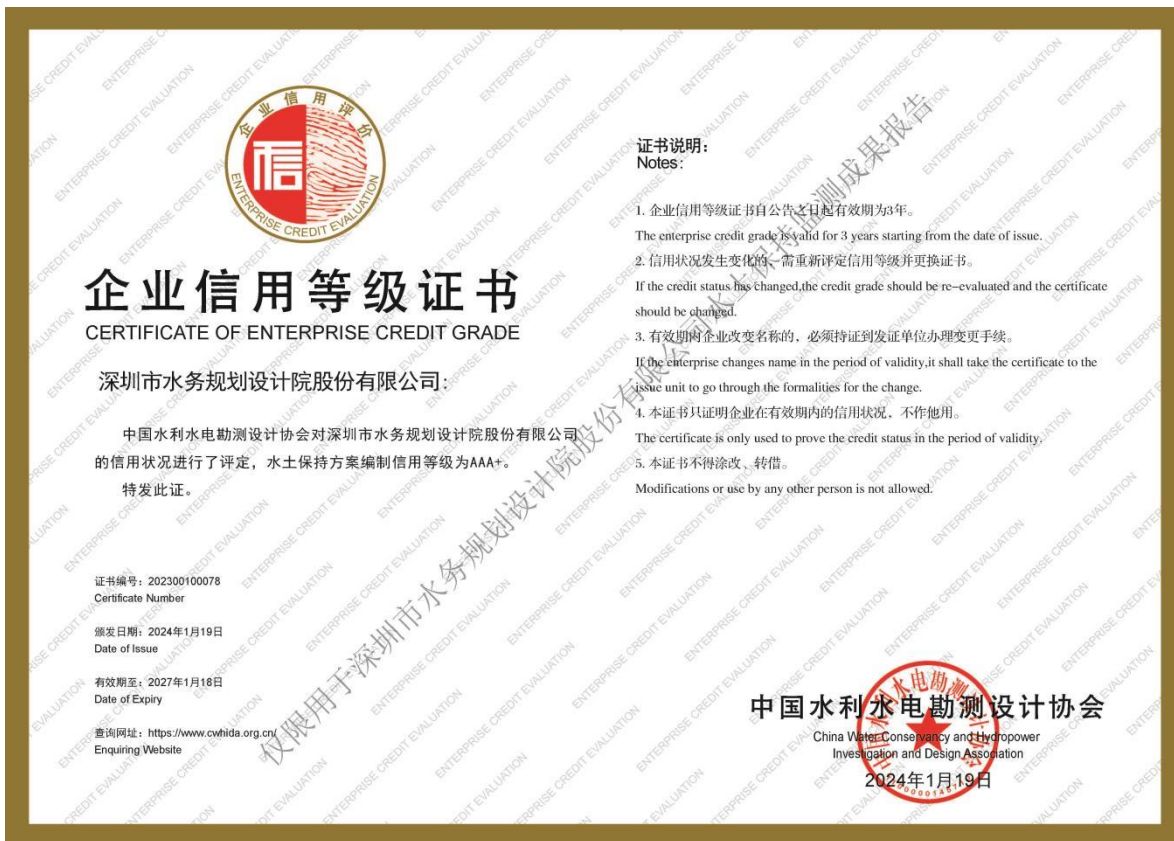 企业信用评价
信
ENTERPRISE CREDIT EVALUATION
企业信用等级证书
CERTIFICATE OF ENTERPRISE CREDIT GRADE
深圳市水务规划设计院股份有限公司:
中国水利水电勘测设计协会对深圳市水务规划设计院股份有限公司
的信用状况进行了评定，水土保持方案编制信用等级为AAA+。
特发此证。
证书编号：202300100078
Certificate Number
颁发日期：2024年1月19日
Date of Issue
有效期至：2027年1月18日
Date of Expiry
查询网址：https://www.cwhida.org.cn/
Enquiring Website
证书说明：
Notes:
1. 企业信用等级证书自公告之日起有效期为3年。
The enterprise credit grade is valid for 3 years starting from the date of issue.
2. 信用状况发生变化的，需重新评定信用等级并更换证书。
If the credit status has changed,the credit grade should be re-evaluated and the certificate
should be changed.
3. 有效期内企业改变名称的，必须持证到发证单位办理变更手续。
If the enterprise changes name in the period of validity,it shall take the certificate to the
issue unit to go through the formalities for the change.
4. 本证书只证明企业在有效期内的信用状况，不作他用。
The certificate is only used to prove the credit status in the period of validity.
5. 本证书不得涂改、转借。
Modifications or use by any other person is not allowed.
中国水利水电勘测设计协会
China Water Conservancy and Hydropower
Investigation and Design Association
2024年1月19日
中国水利水电勘测设计协会
仅限用于深圳市水务规划设计院股份有限公司水土保持监测成果报告